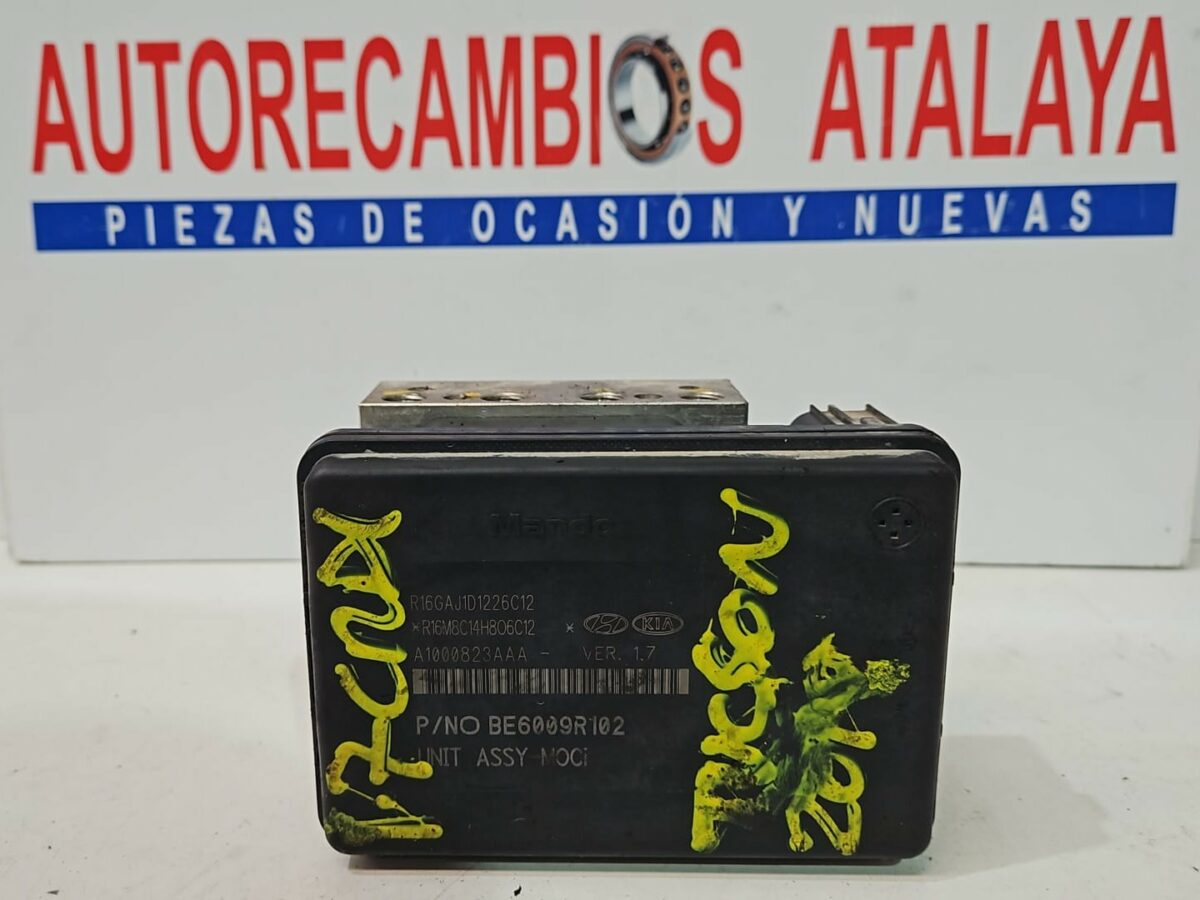 AUTORECAMBIOS ATALAYA
PIEZAS DE OCASIÓN Y NUEVAS
Mando
R16GAJ1D1226C12
*R16M8C14H806C12 * KIA
A1000823AAA - VER. 1.7
P/NO BE6009R102
UNIT ASSY MOCi